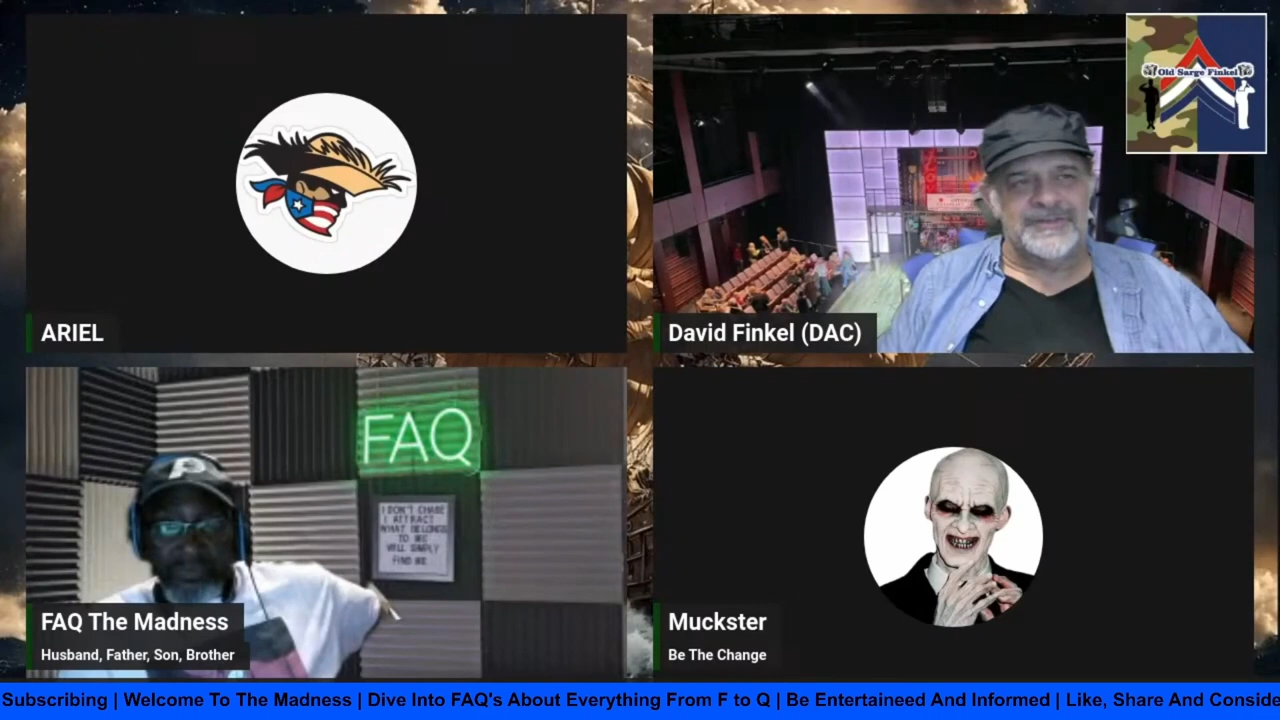 Old Sarge Finkel
ARIEL
David Finkel (DAC)
FAQ
I DON'T CHASE
I ATTRACT
WHAT BELONGS
TO ME
WILL SIMPLY
FIND ME
P
FAQ The Madness
Husband, Father, Son, Brother
Muckster
Be The Change
Subscribing | Welcome To The Madness | Dive Into FAQ's About Everything From F to Q | Be Entertaineed And Informed | Like, Share And Conside